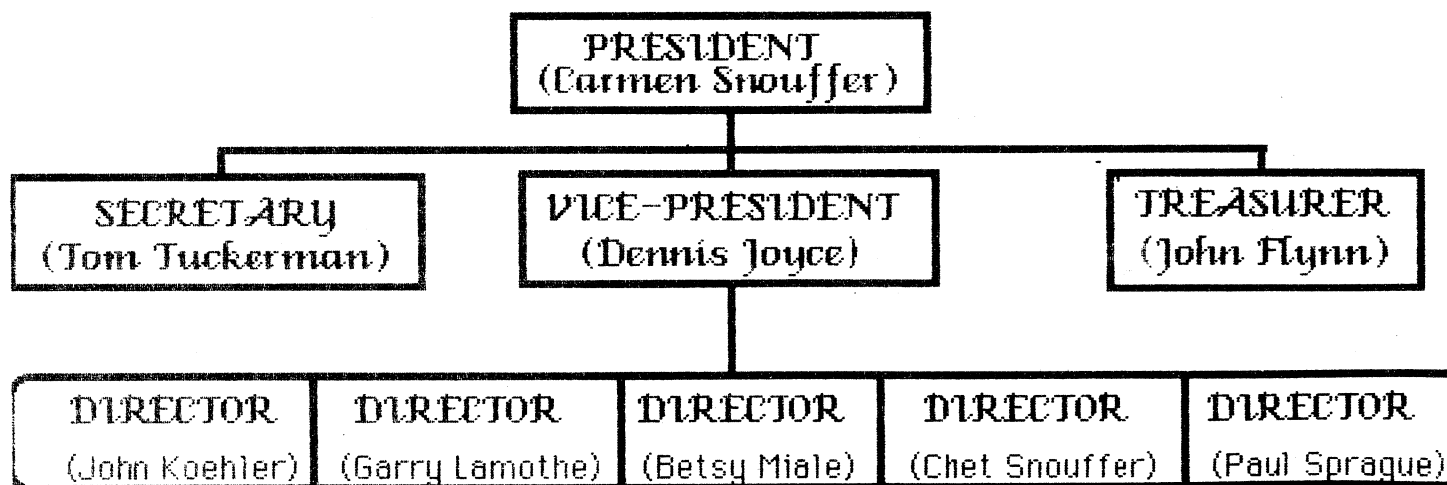 PRESIDENT
(Carmen Snouffer)
SECRETARY
(Tom Tuckerman)
VICE-PRESIDENT
(Dennis Joyce)
TREASURER
(John Flynn)
DIRECTOR
(John Koehler)
DIRECTOR
(Garry Lamothe)
DIRECTOR
(Betsy Miale)
DIRECTOR
(Chet Snouffer)
DIRECTOR
(Paul Sprague)